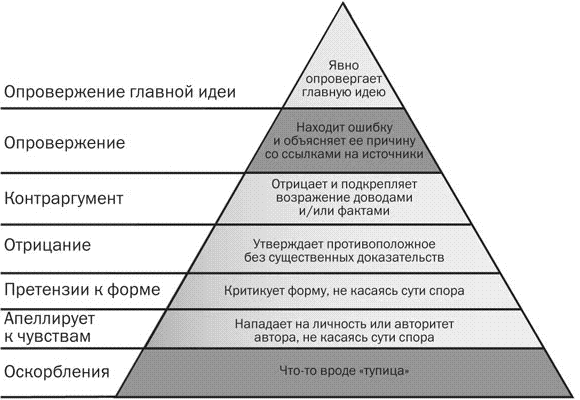 Явно
опровергает
главную идею
Опровержение главной идеи
Находит ошибку
и объясняет ее причину
со ссылками на источники
Опровержение
Отрицает и подкрепляет
возражение доводами
и/или фактами
Контраргумент
Утверждает противоположное
без существенных доказательств
Отрицание
Претензии к форме
Критикует форму, не касаясь сути спора
Апеллирует
к чувствам
Нападает на личность или авторитет
автора, не касаясь сути спора
Оскорбления
Что-то вроде «тупица»